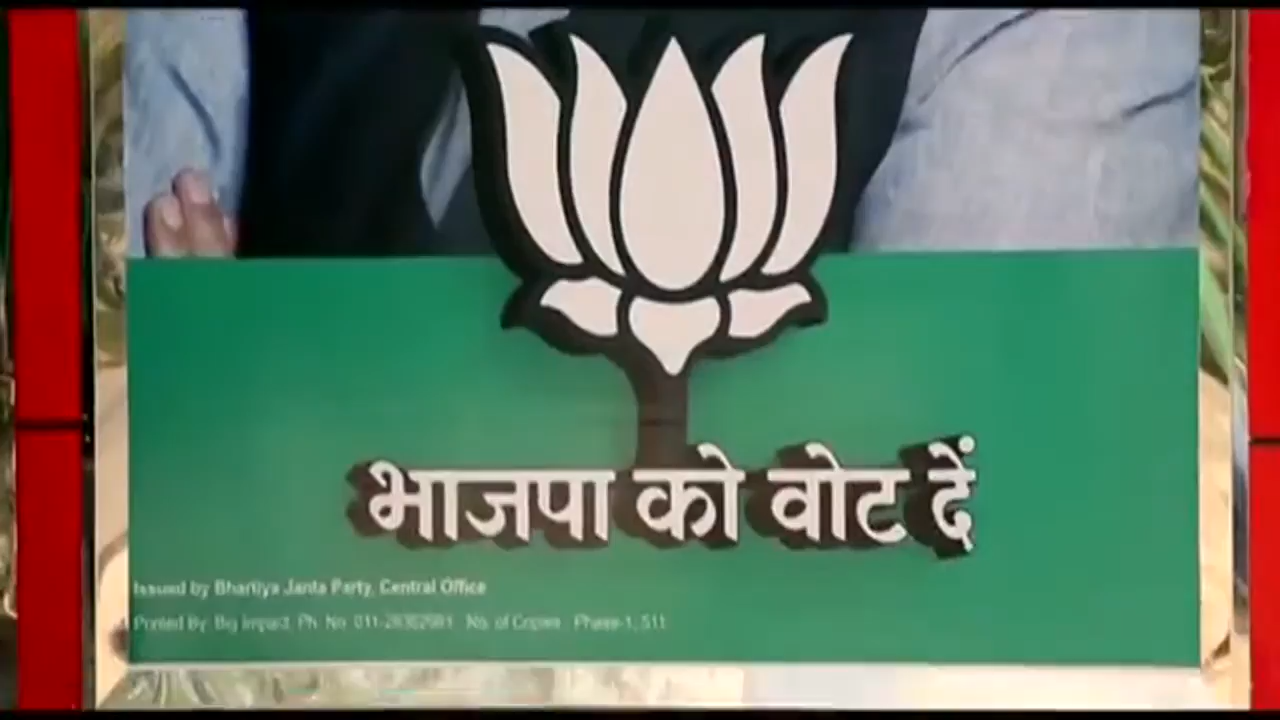 भाजपा को वोट दें
Issued by Bhartiya Janta Party, Central Office
Printed By: Big Impact, Ph. No. 011-28302981 No. of Copies Phase-1, 511